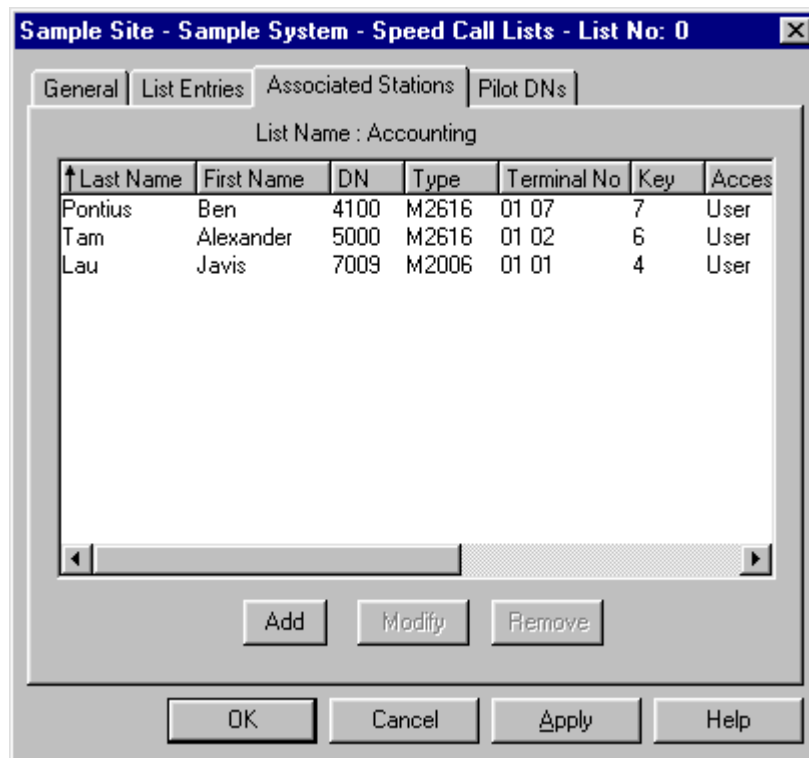 Sample Site - Sample System - Speed Call Lists - List No: 0
General List Entries Associated Stations Pilot DNs
List Name : Accounting
Last Name First Name DN Type Terminal No Key Acces
Pontius Ben 4100 M2616 01 07 7 User
Tam Alexander 5000 M2616 01 02 6 User
Lau Javis 7009 M2006 01 01 4 User
Add Modify Remove
OK Cancel Apply Help